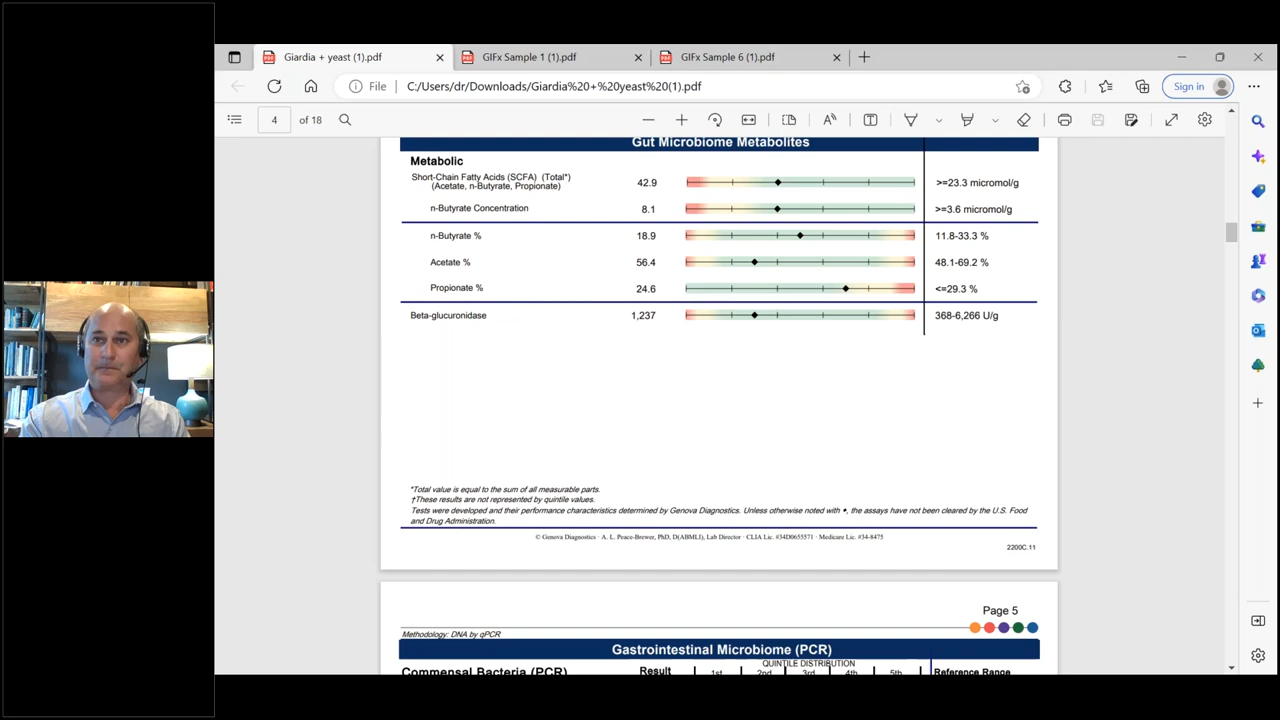 Giardia + yeast (1).pdf
GIFx Sample 1 (1).pdf
GIFx Sample 6 (1).pdf
File
C:/Users/dr/Downloads/Giardia%20+%20yeast%20(1).pdf
Sign in
4 of 18
Gut Microbiome Metabolites
Metabolic
Short-Chain Fatty Acids (SCFA) (Total*)
(Acetate, n-Butyrate, Propionate)
42.9
>=23.3 micromol/g
n-Butyrate Concentration
8.1
>=3.6 micromol/g
n-Butyrate %
18.9
11.8-33.3 %
Acetate %
56.4
48.1-69.2 %
Propionate %
24.6
<=29.3 %
Beta-glucuronidase
1,237
368-6,266 U/g
*Total value is equal to the sum of all measurable parts.
†These results are not represented by quintile values.
Tests were developed and their performance characteristics determined by Genova Diagnostics. Unless otherwise noted with ♦, the assays have not been cleared by the U.S. Food
and Drug Administration.
© Genova Diagnostics · A. L. Peace-Brewer, PhD, D(ABMLI), Lab Director · CLIA Lic. #34D0655571 · Medicare Lic. #34-8475
2200C.11
Page 5
Methodology: DNA by qPCR
Gastrointestinal Microbiome (PCR)
QUINTILE DISTRIBUTION
Commensal Bacteria (PCR)
Result
1st
2nd
3rd
4th
5th
Reference Range